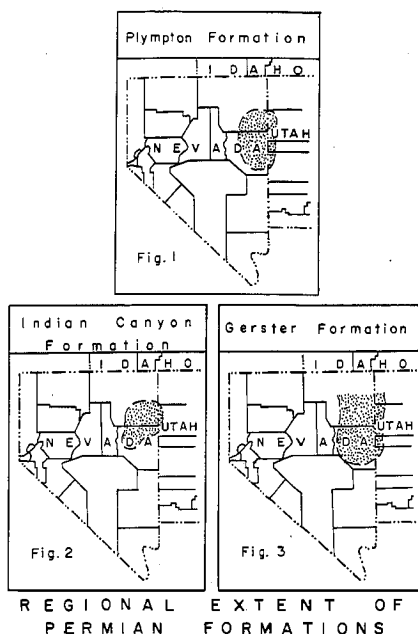 Plympton Formation
IDAHO
UTAH
NEVADA
Fig. 1
Indian Canyon
Formation
IDAHO
UTAH
NEVADA
Fig. 2
Gerster Formation
IDAHO
UTAH
NEVADA
Fig. 3
REGIONAL EXTENT OF
PERMIAN FORMATIONS